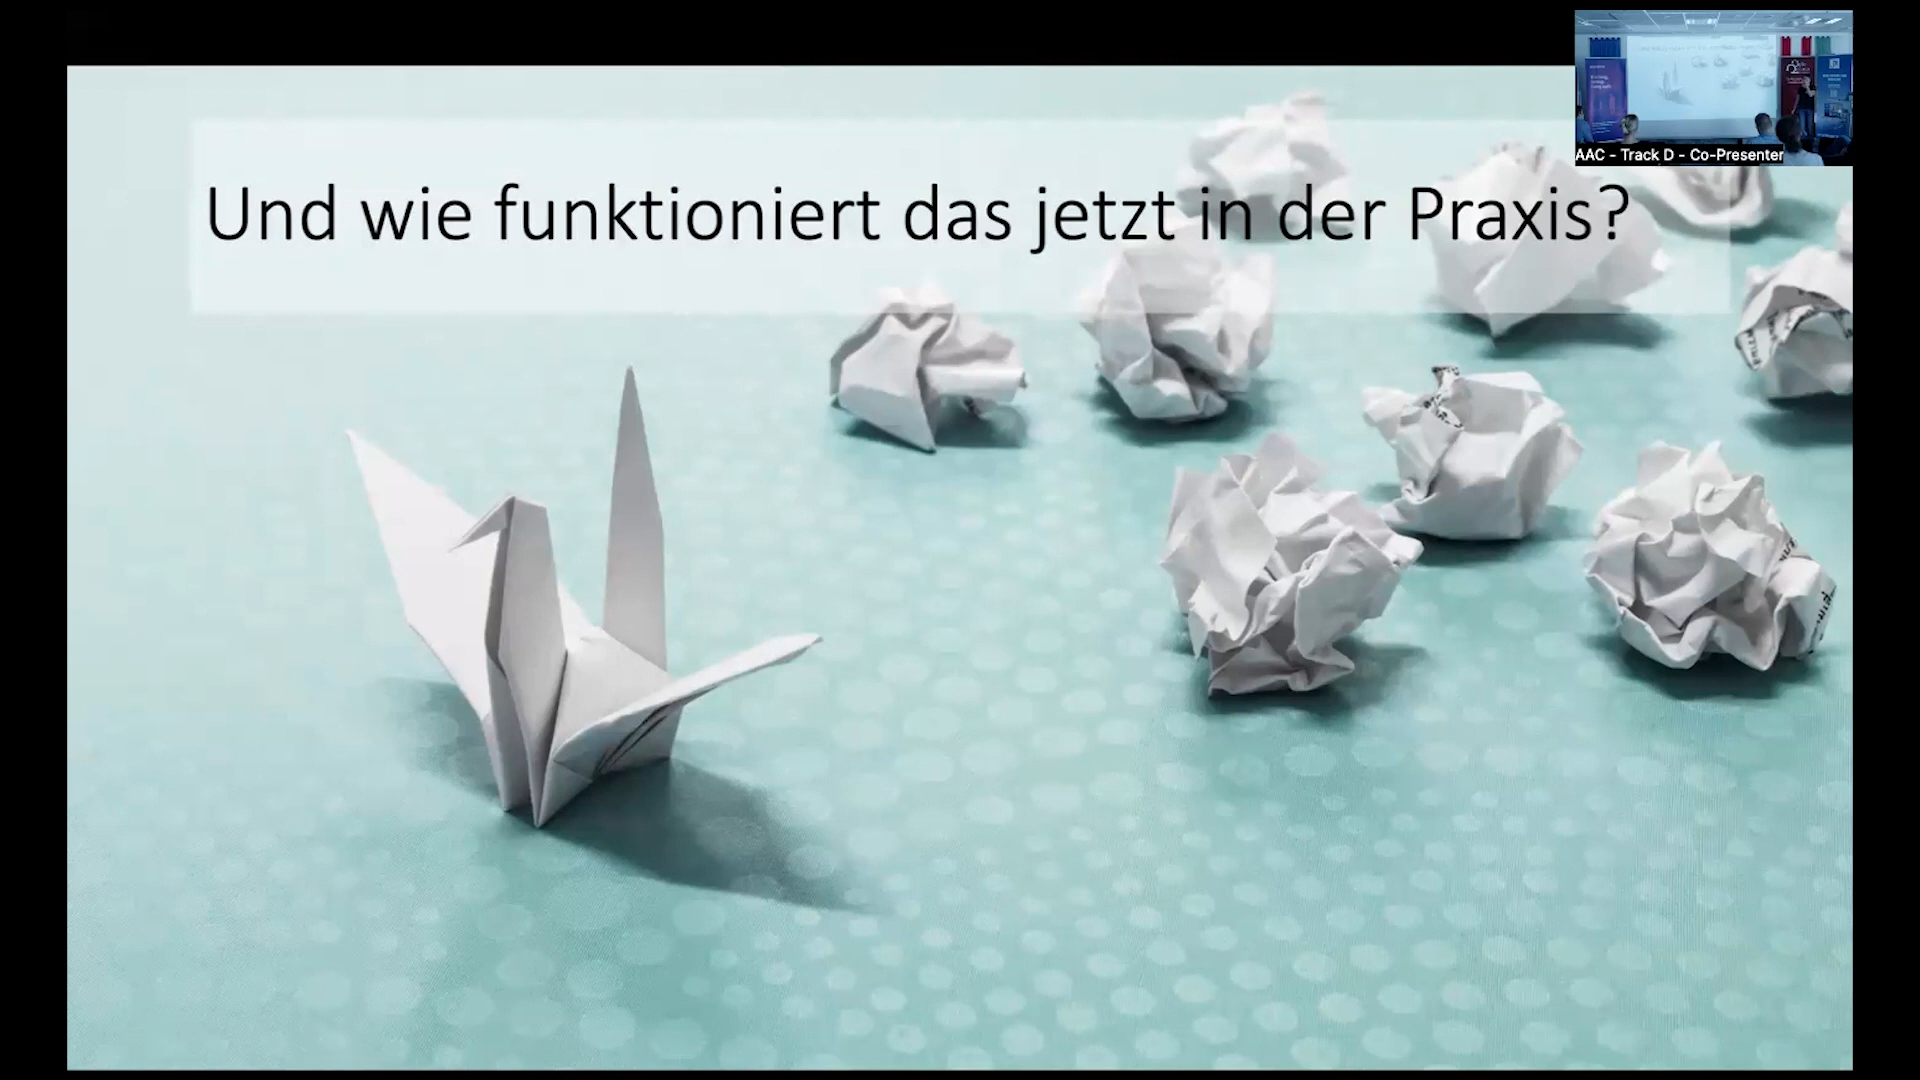 AAC - Track D - Co-Presenter
Und wie funktioniert das jetzt in der Praxis?